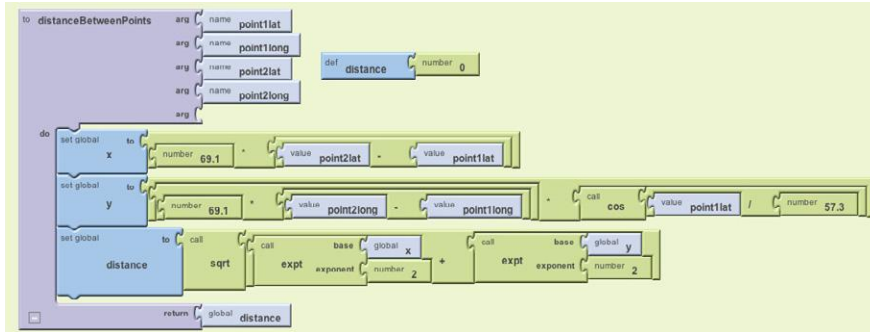 to distanceBetweenPoints arg name point1lat
arg name point1long
arg name point2lat
arg name point2long
arg
def distance number 0
do set global x to number 69.1 * value point2lat - value point1lat
set global y to number 69.1 * value point2long - value point1long * call cos value point1lat / number 57.3
set global distance to call sqrt call expt base global x exponent number 2 + call expt base global y exponent number 2
return global distance